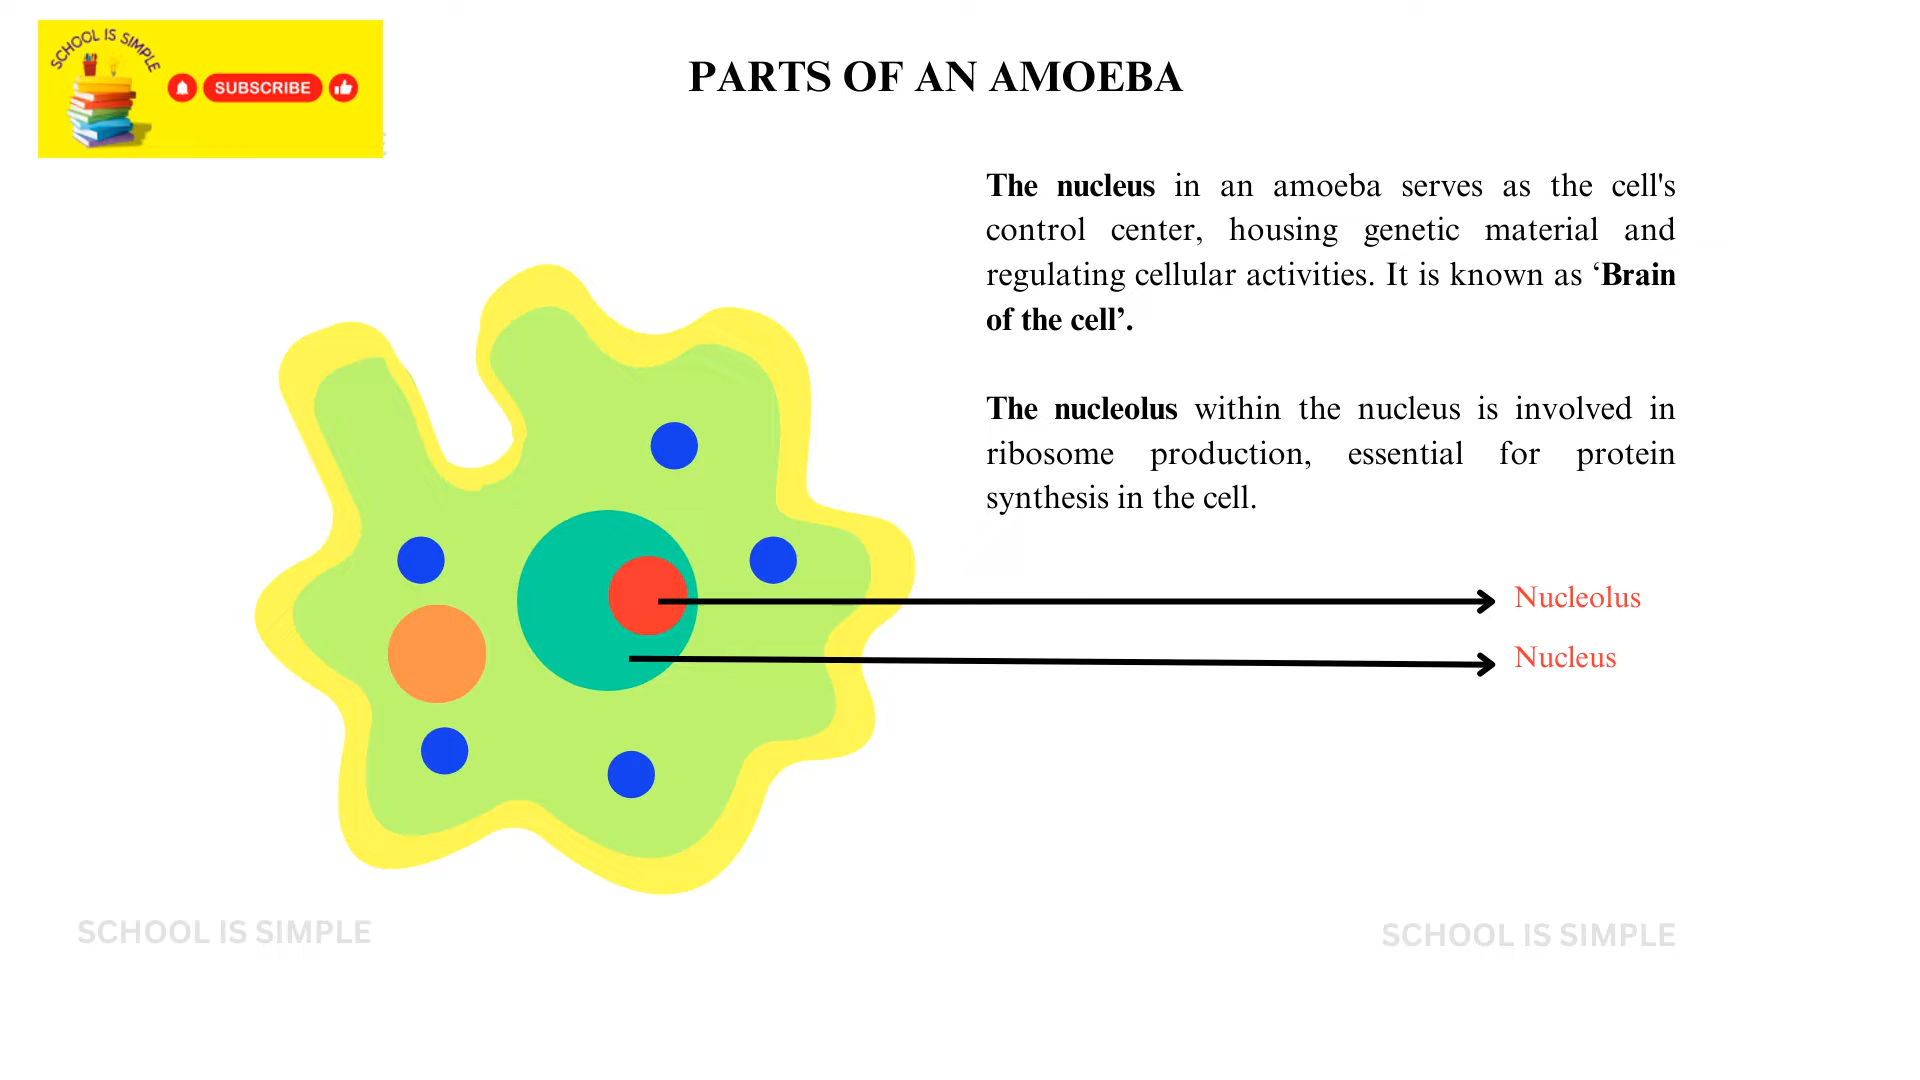 SCHOOL IS SIMPLE
SUBSCRIBE
PARTS OF AN AMOEBA
The nucleus in an amoeba serves as the cell's
control center, housing genetic material and
regulating cellular activities. It is known as ‘Brain
of the cell’.
The nucleolus within the nucleus is involved in
ribosome production, essential for protein
synthesis in the cell.
Nucleolus
Nucleus
SCHOOL IS SIMPLE
SCHOOL IS SIMPLE